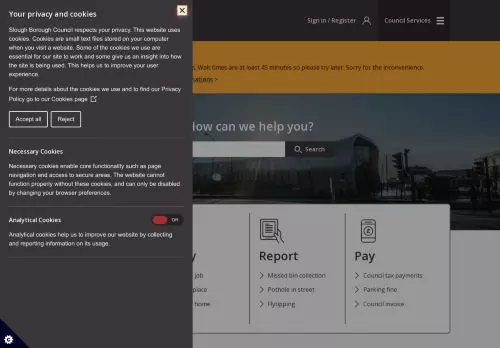 Your privacy and cookies
Slough Borough Council respects your privacy. This website uses
cookies. Cookies are small text files stored on your computer
when you visit a website. Some of the cookies we use are
essential for our site to work and some give us an insight into how
the site is being used. This helps us to improve your user
experience.
For more details about the cookies we use and to find our Privacy
Policy go to our Cookies page
Accept all
Reject
Necessary Cookies
Necessary cookies enable core functionality such as page
navigation and access to secure areas. The website cannot
function properly without these cookies, and can only be disabled
by changing your browser preferences.
Analytical Cookies
Off
Analytical cookies help us to improve our website by collecting
and reporting information on its usage.
Sign in / Register
Council Services
Wait times are at least 45 minutes so please try later. Sorry for the inconvenience.
How can we help you?
Search
job
place
home
Report
Missed bin collection
Pothole in street
Flytipping
Pay
Council tax payments
Parking fine
Council invoice